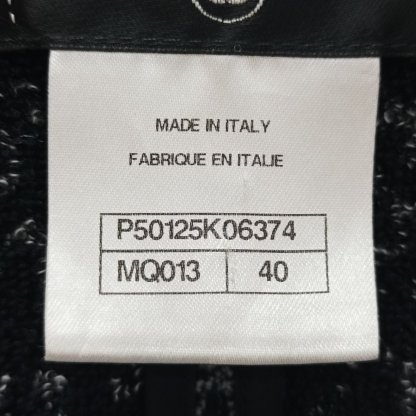 MADE IN ITALY
FABRIQUE EN ITALIE
P50125K06374
MQ013 40